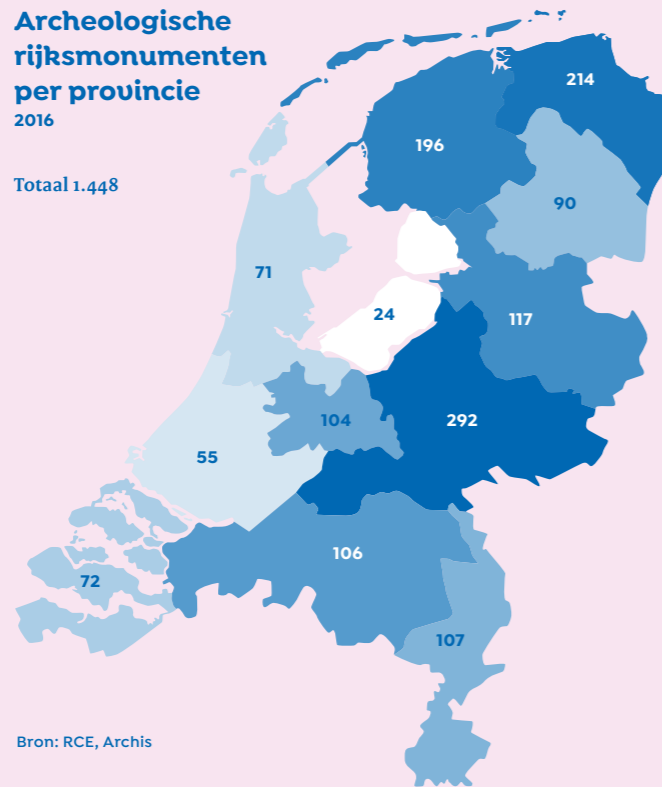 Archeologische
rijksmonumenten
per provincie
2016
Totaal 1.448
214
196
90
71
24
117
104
292
55
106
72
107
Bron: RCE, Archis